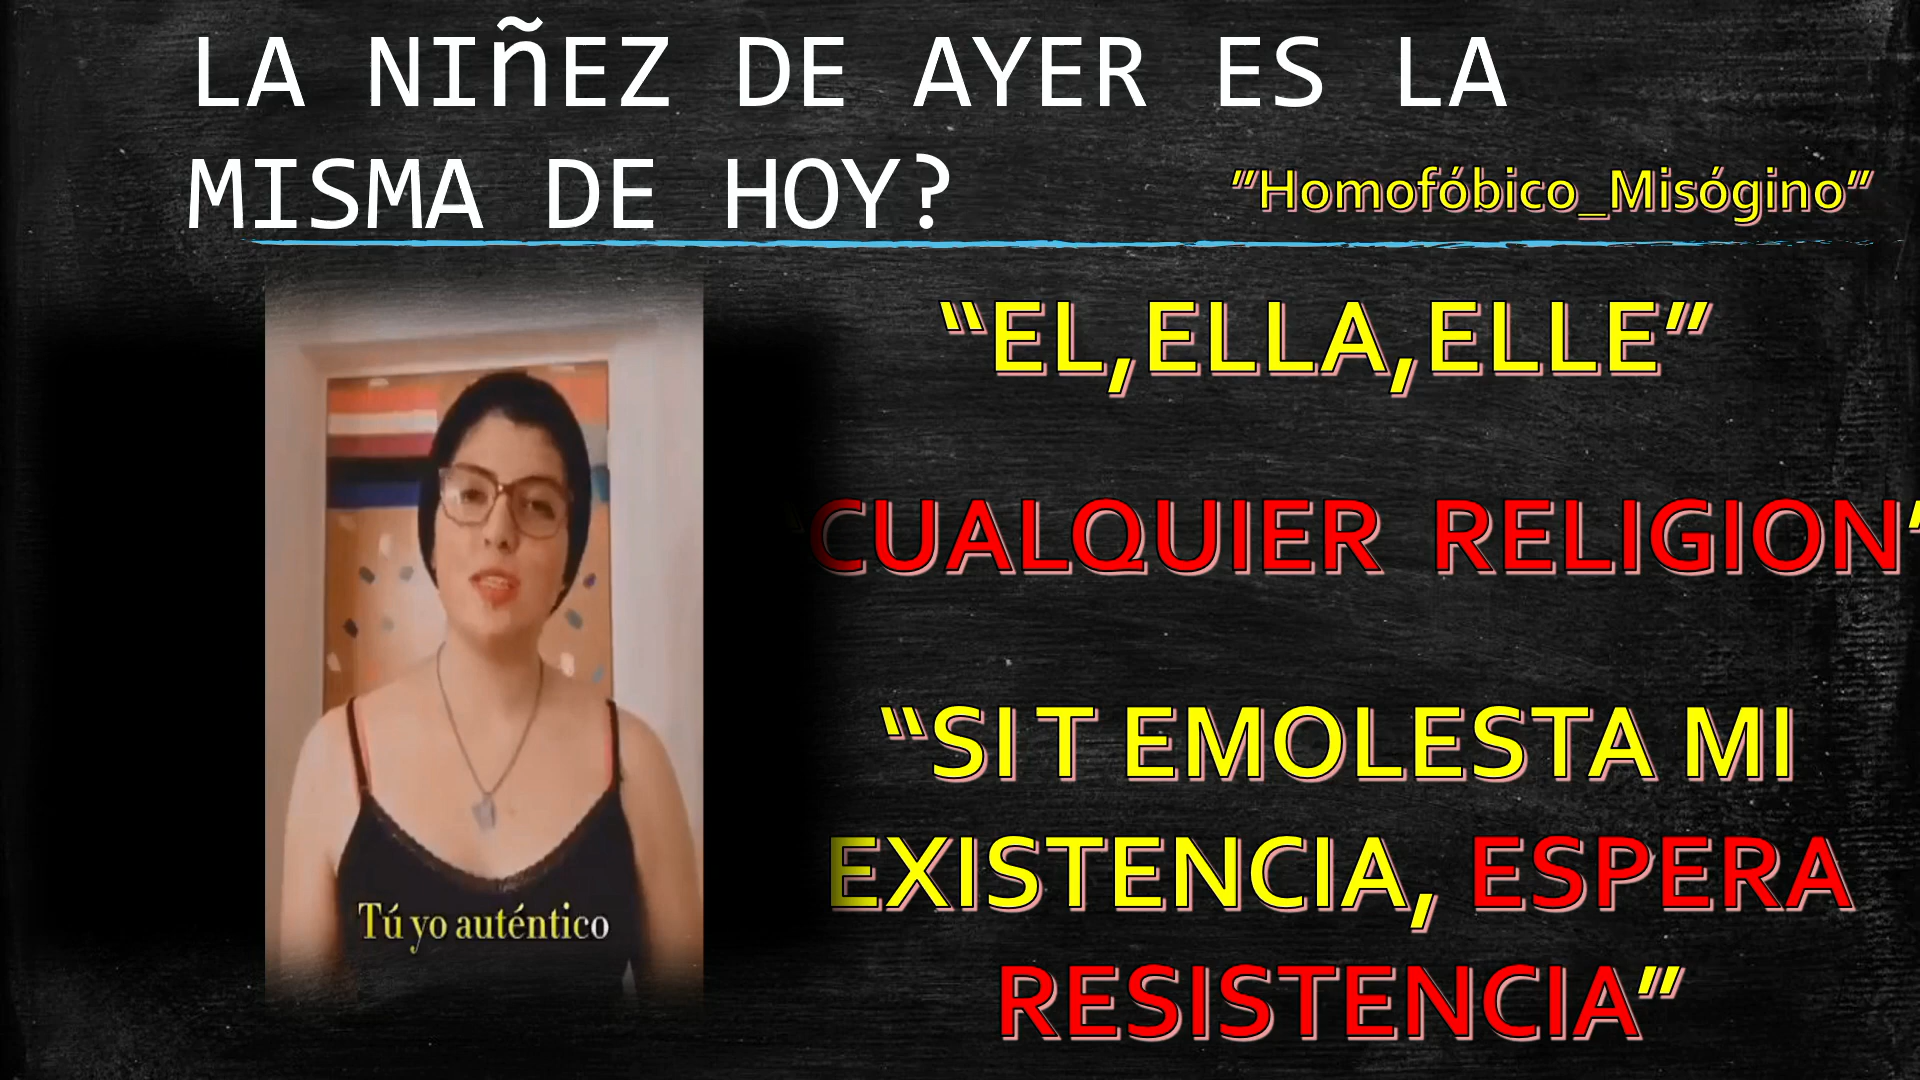 LA NIñEZ DE AYER ES LA
MISMA DE HOY?
”Homofóbico_Misógino”
“EL,ELLA,ELLE”
“CUALQUIER RELIGION”
“SI T EMOLESTA MI
EXISTENCIA, ESPERA
RESISTENCIA”
Tú yo auténtico